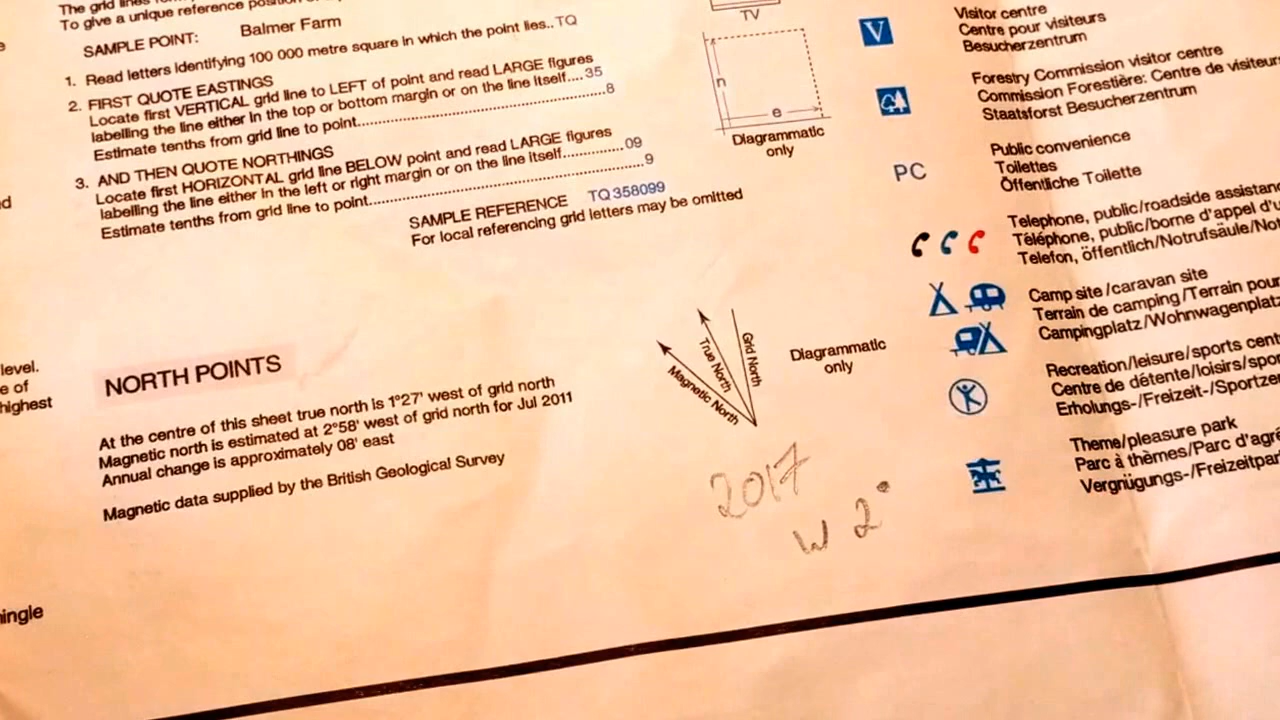 The grid lines
To give a unique reference position
SAMPLE POINT: Balmer Farm
1. Read letters identifying 100 000 metre square in which the point lies..TQ
2. FIRST QUOTE EASTINGS
Locate first VERTICAL grid line to LEFT of point and read LARGE figures
labelling the line either in the top or bottom margin or on the line itself....35
Estimate tenths from grid line to point..........8
3. AND THEN QUOTE NORTHINGS
Locate first HORIZONTAL grid line BELOW point and read LARGE figures
labelling the line either in the left or right margin or on the line itself..........09
Estimate tenths from grid line to point..........9
SAMPLE REFERENCE TQ 358099
For local referencing grid letters may be omitted
TV
n
e
Diagrammatic
only
level.
e of
highest
NORTH POINTS
At the centre of this sheet true north is 1°27' west of grid north
Magnetic north is estimated at 2°58' west of grid north for Jul 2011
Annual change is approximately 08' east
Magnetic data supplied by the British Geological Survey
Magnetic North
True North
Grid North
Diagrammatic
only
2017
W 2°
V
Visitor centre
Centre pour visiteurs
Besucherzentrum
Forestry Commission visitor centre
Commission Forestière: Centre de visiteurs
Staatsforst Besucherzentrum
PC
Public convenience
Toilettes
Öffentliche Toilette
Telephone, public/roadside assistan
Téléphone, public/borne d'appel d'u
Telefon, öffentlich/Notrufsäule/Not
Camp site/caravan site
Terrain de camping/Terrain pour
Campingplatz/Wohnwagenplatz
Recreation/leisure/sports cent
Centre de détente/loisirs/spor
Erholungs-/Freizeit-/Sportzen
Theme/pleasure park
Parc à thèmes/Parc d'agré
Vergnügungs-/Freizeitpar
ingle